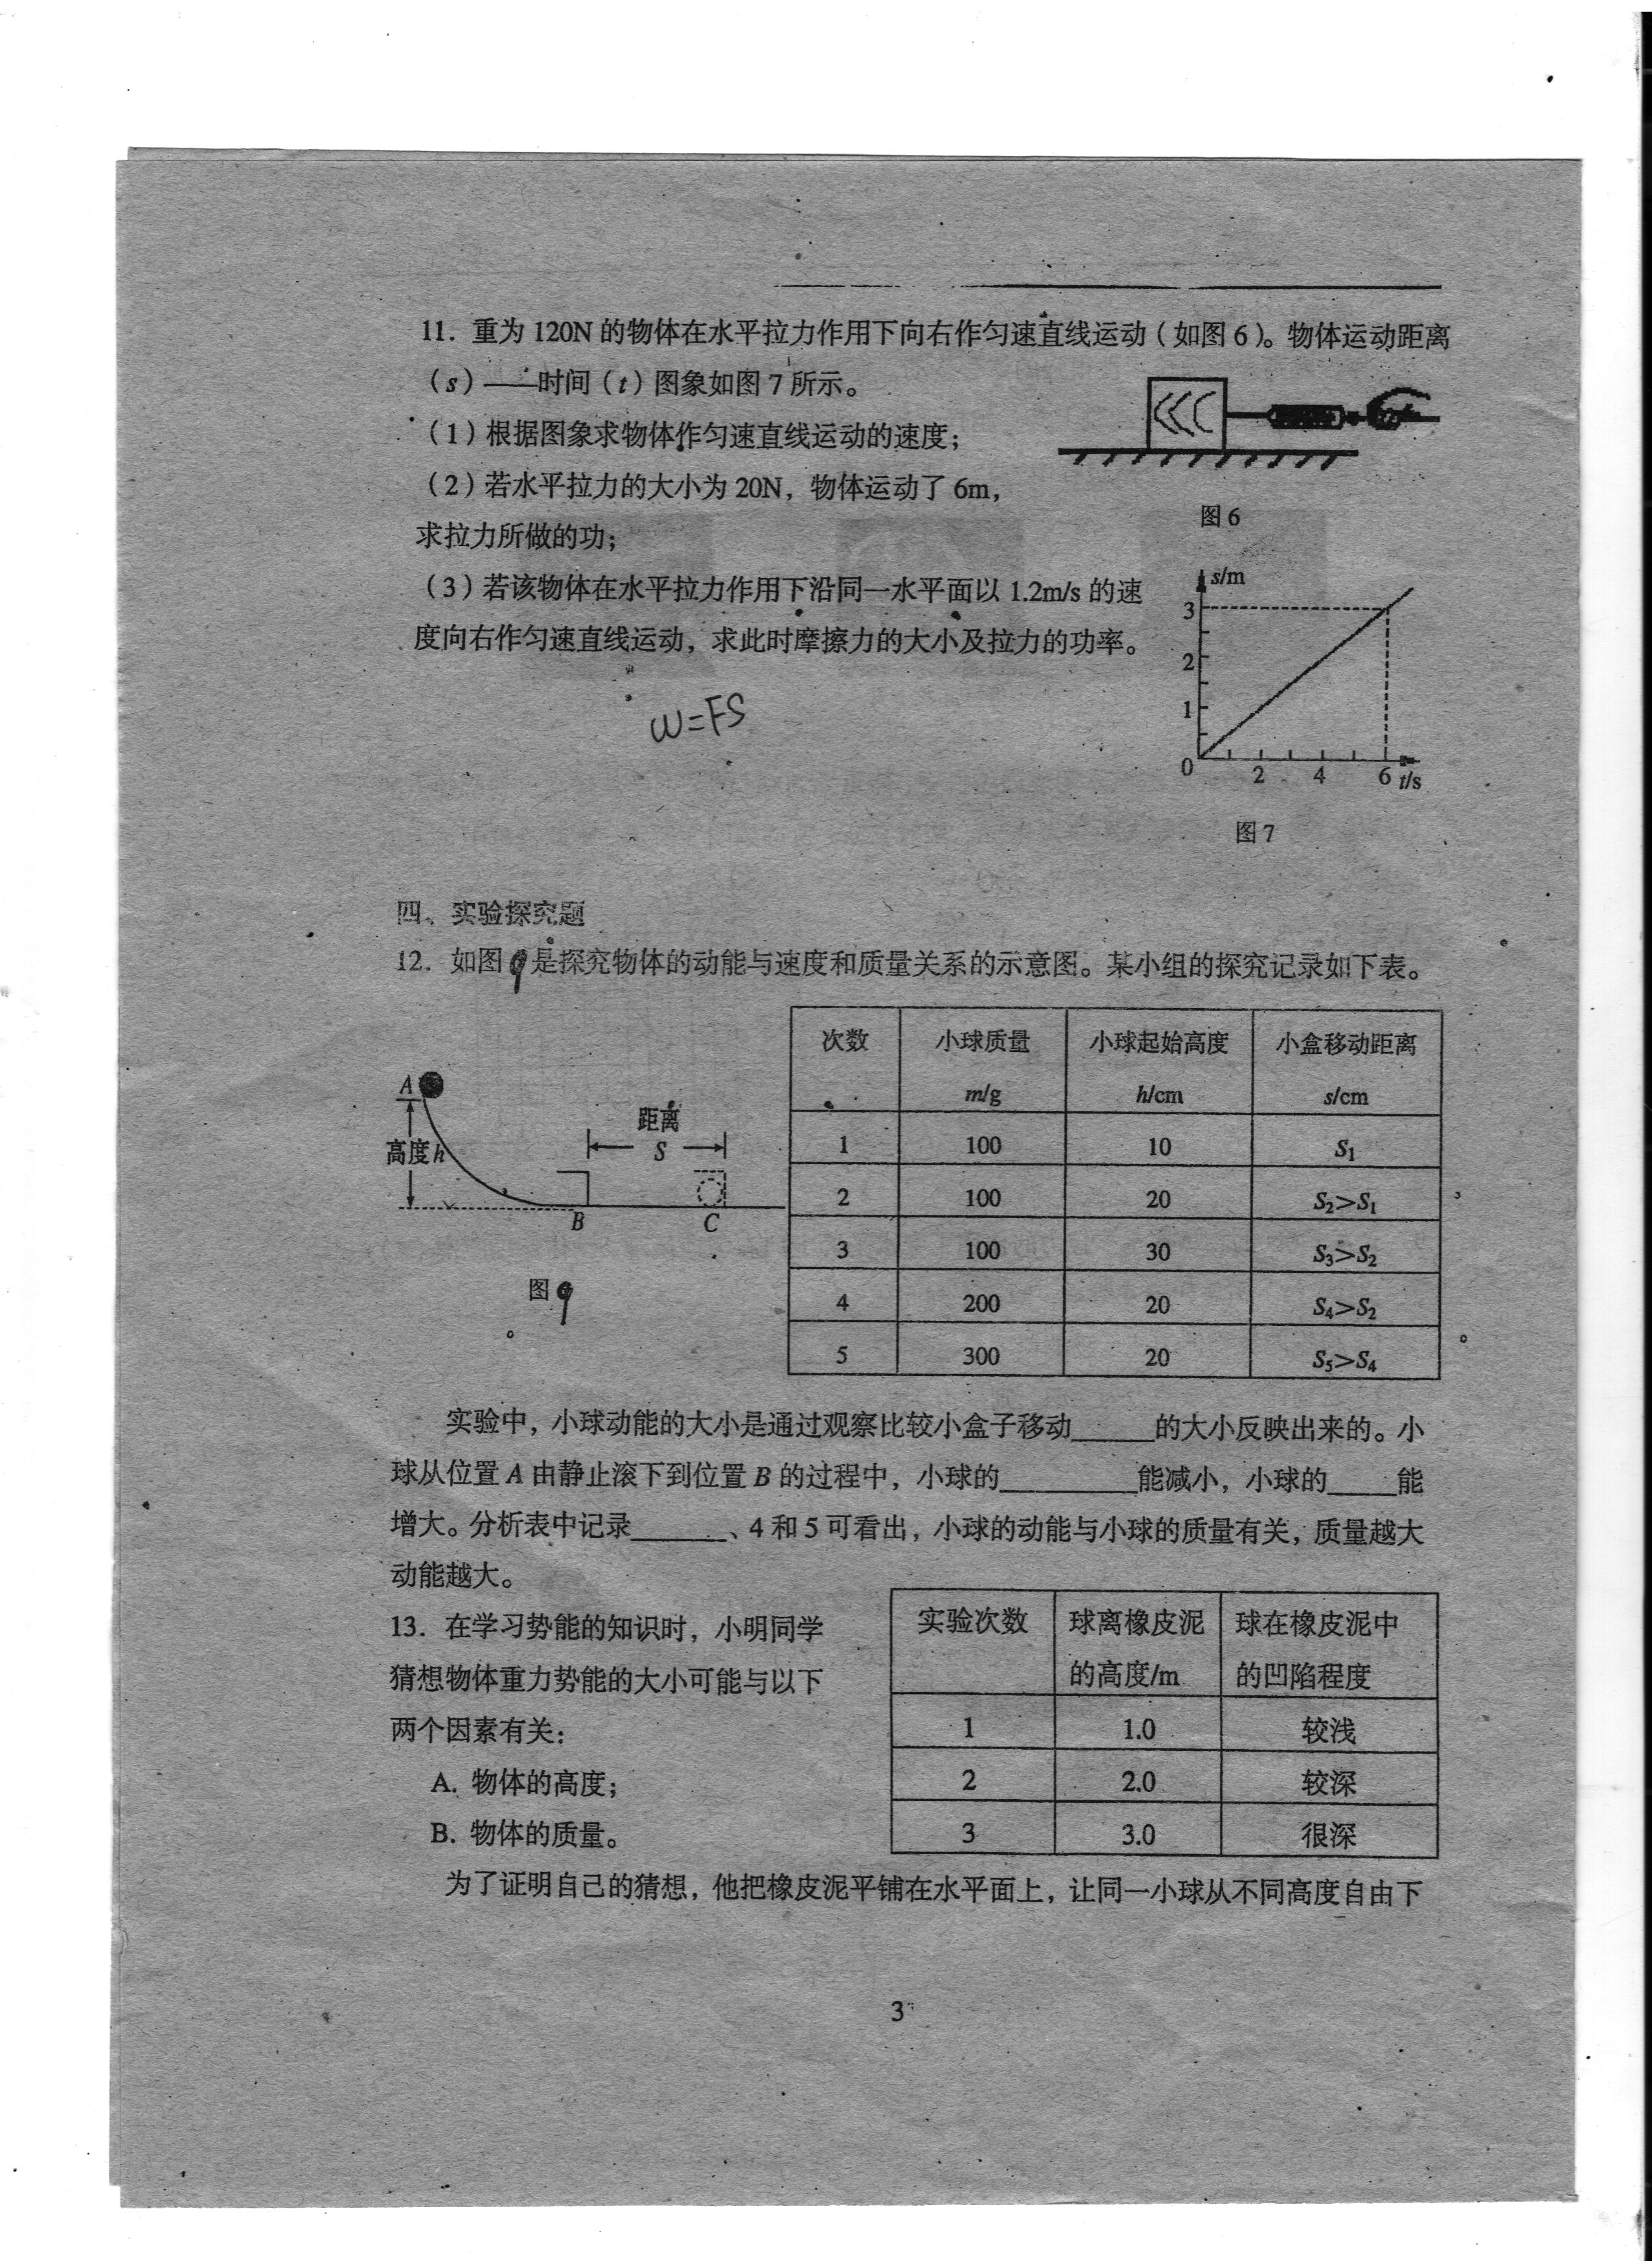 11. 重为 120N 的物体在水平拉力作用下向右作匀速直线运动（如图 6）。物体运动距离
（s）——时间（t）图象如图 7 所示。
（1）根据图象求物体作匀速直线运动的速度；
（2）若水平拉力的大小为 20N，物体运动了 6m，
求拉力所做的功；
图 6
（3）若该物体在水平拉力作用下沿同一水平面以 1.2m/s 的速
度向右作匀速直线运动，求此时摩擦力的大小及拉力的功率。
W=FS
s/m
3
2
1
0 2 4 6 t/s
图 7
四、实验探究题
12. 如图 9 是探究物体的动能与速度和质量关系的示意图。某小组的探究记录如下表。
A
高度h
距离
S
B C
图 9
次数 小球质量 小球起始高度 小盒移动距离
m/g h/cm s/cm
1 100 10 S₁
2 100 20 S₂>S₁
3 100 30 S₃>S₂
4 200 20 S₄>S₂
5 300 20 S₅>S₄
实验中，小球动能的大小是通过观察比较小盒子移动______的大小反映出来的。小
球从位置 A 由静止滚下到位置 B 的过程中，小球的__________能减小，小球的_____能
增大。分析表中记录_______、4 和 5 可看出，小球的动能与小球的质量有关，质量越大
动能越大。
13. 在学习势能的知识时，小明同学
猜想物体重力势能的大小可能与以下
两个因素有关：
A. 物体的高度；
B. 物体的质量。
实验次数 球离橡皮泥 球在橡皮泥中
的高度/m 的凹陷程度
1 1.0 较浅
2 2.0 较深
3 3.0 很深
为了证明自己的猜想，他把橡皮泥平铺在水平面上，让同一小球从不同高度自由下
3